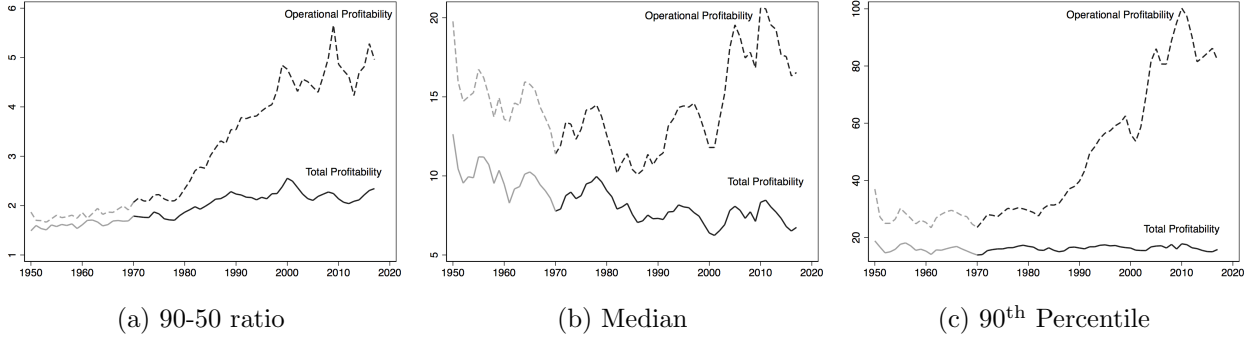 Operational Profitability
Total Profitability
6
5
4
3
2
1
1950 1960 1970 1980 1990 2000 2010 2020
(a) 90-50 ratio
Operational Profitability
Total Profitability
20
15
10
5
1950 1960 1970 1980 1990 2000 2010 2020
(b) Median
Operational Profitability
Total Profitability
100
80
60
40
20
1950 1960 1970 1980 1990 2000 2010 2020
(c) 90th Percentile